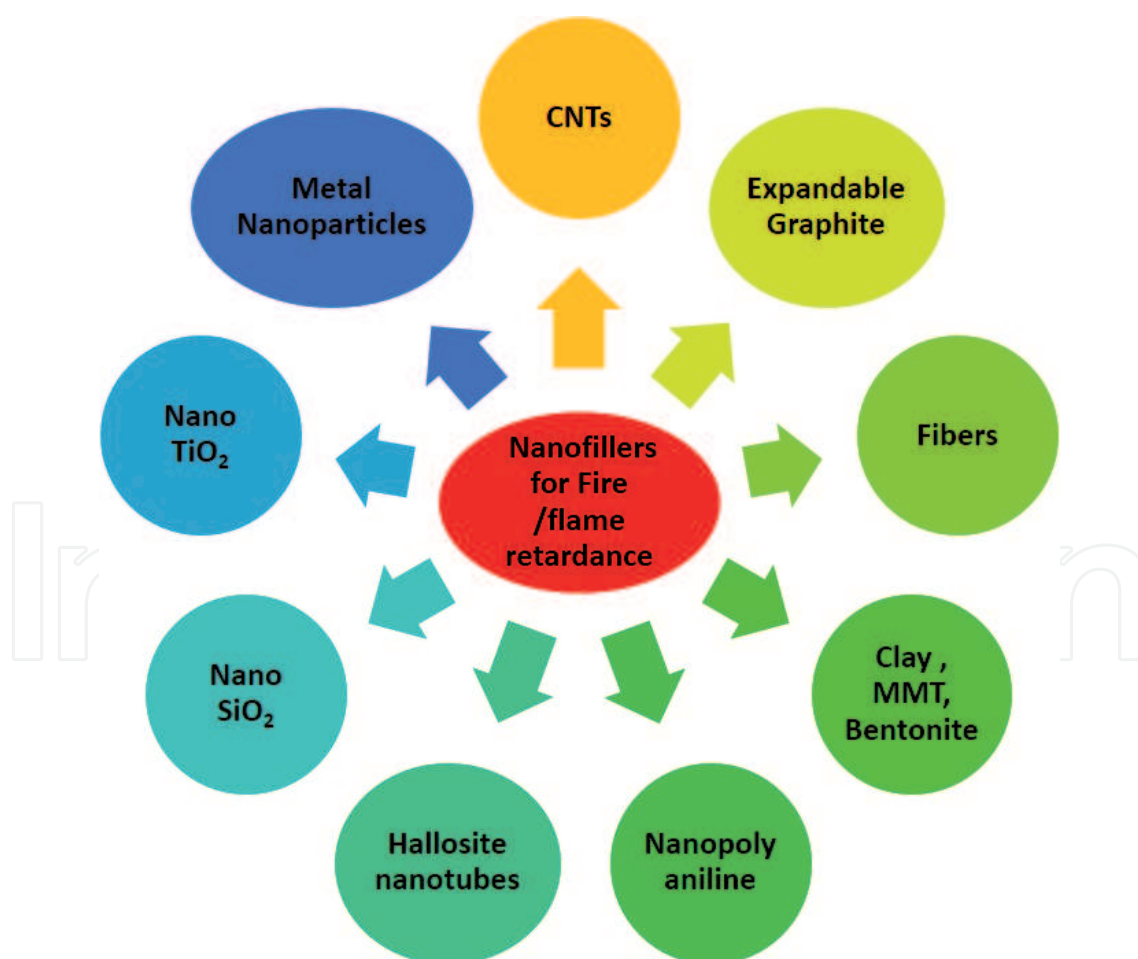 CNTs
Expandable
Graphite
Fibers
Clay ,
MMT,
Bentonite
Nanopoly
aniline
Hallosite
nanotubes
Nano
SiO₂
Nano
TiO₂
Metal
Nanoparticles
Nanofillers
for Fire
/flame
retardance